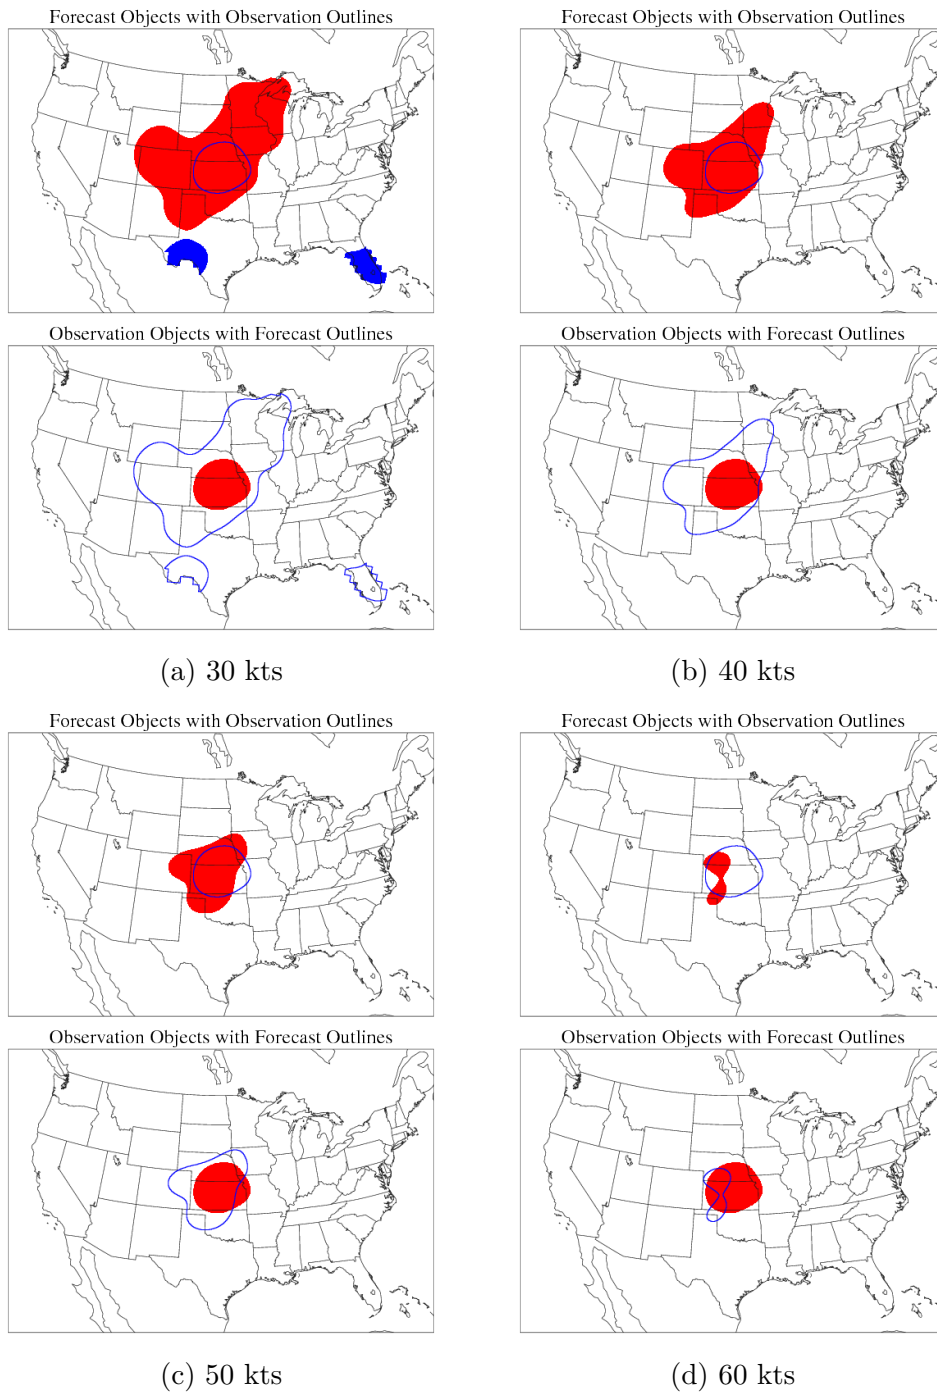 Forecast Objects with Observation Outlines
Forecast Objects with Observation Outlines
Observation Objects with Forecast Outlines
Observation Objects with Forecast Outlines
(a) 30 kts
(b) 40 kts
Forecast Objects with Observation Outlines
Forecast Objects with Observation Outlines
Observation Objects with Forecast Outlines
Observation Objects with Forecast Outlines
(c) 50 kts
(d) 60 kts